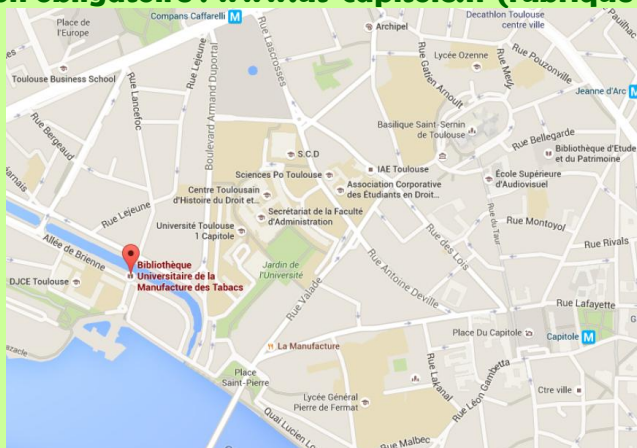 Place de
l'Europe
Compans Caffarelli M
Archipel
Decathlon Toulouse
centre ville
Toulouse Business School
Rue Lancefoc
Rue Lejeune
Boulevard Armand Duportal
Rue Lascrosses
Rue Gatien Arnoult
Lycée Ozenne
Rue Merly
Rue Pouzonville
Jeanne d'Arc M
Rue Bergeaud
Basilique Saint-Sernin
de Toulouse
Rue Bellegarde
Bibliothèque d'Etude
et du Patrimoine
S.C.D
Sciences Po Toulouse
IAE Toulouse
Association Corporative
des Étudiants en Droit...
École Supérieure
d'Audiovisuel
Centre Toulousain
d'Histoire du Droit et...
Rue Lejeune
Secrétariat de la Faculté
d'Administration
Université Toulouse
1 Capitole
Rue du Taur
Rue Montoyol
Rue Rivals
Rue des Lois
Allée de Brienne
DJCE Toulouse
Bibliothèque
Universitaire de la
Manufacture des Tabacs
Jardin de
l'Université
Rue Valade
Rue Antoine Deville
Rue Lafayette
Place Du Capitole
Capitole M
La Manufacture
Place
Saint-Pierre
Lycée Général
Pierre de Fermat
Rue Lakanal
Rue Léon Gambetta
Ctre ville
Quai Lucien
Rue Malbec